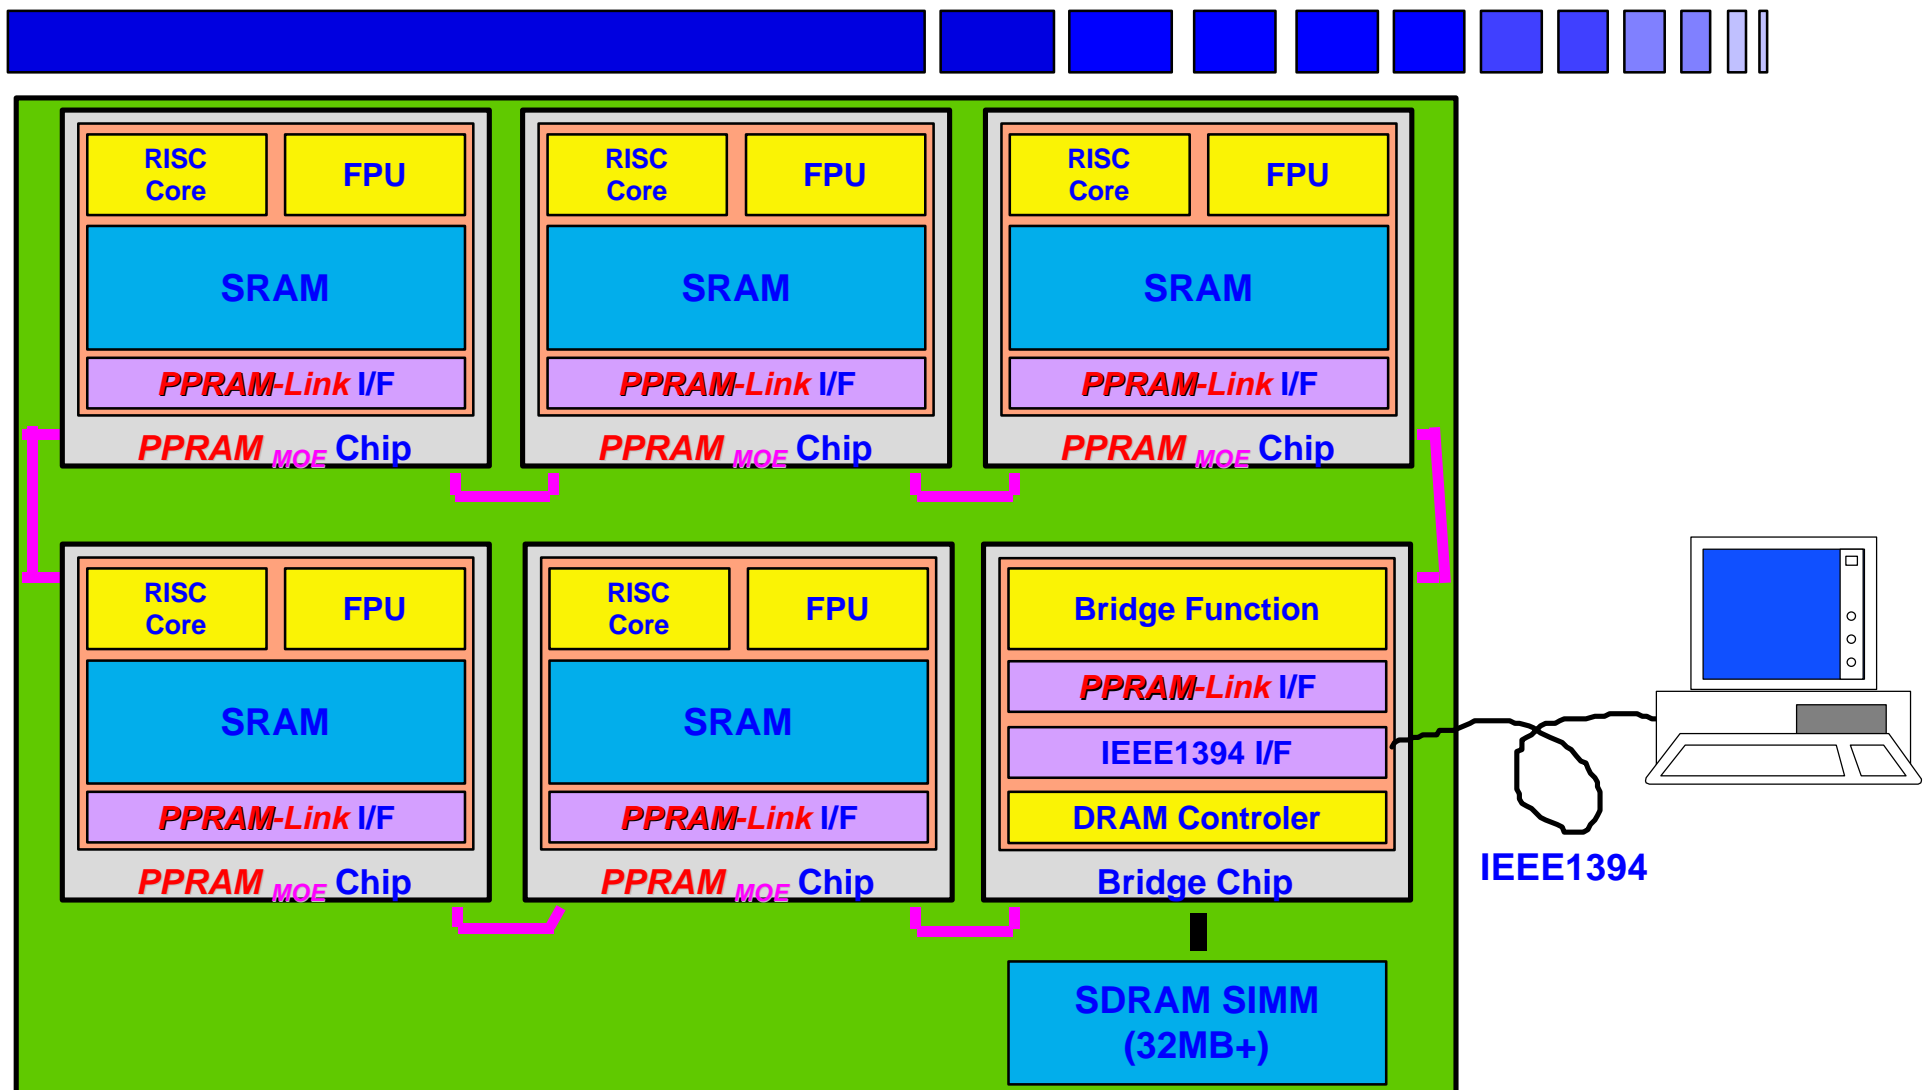 RISC
Core
FPU
SRAM
PPRAM-Link I/F
PPRAM MOE Chip
RISC
Core
FPU
SRAM
PPRAM-Link I/F
PPRAM MOE Chip
RISC
Core
FPU
SRAM
PPRAM-Link I/F
PPRAM MOE Chip
RISC
Core
FPU
SRAM
PPRAM-Link I/F
PPRAM MOE Chip
RISC
Core
FPU
SRAM
PPRAM-Link I/F
PPRAM MOE Chip
Bridge Function
PPRAM-Link I/F
IEEE1394 I/F
DRAM Controler
Bridge Chip
IEEE1394
SDRAM SIMM
(32MB+)